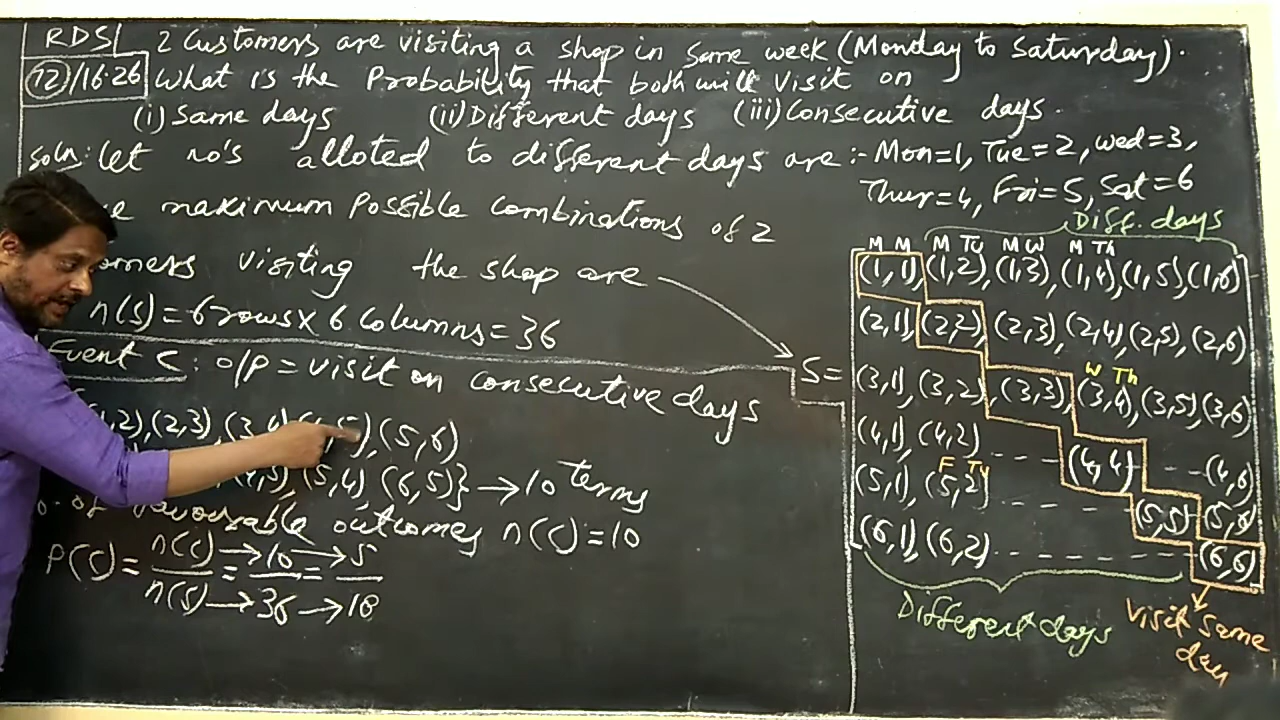 RDS 2 Customers are visiting a shop in same week (Monday to Saturday).
12/16.26 What is the Probability that both will visit on
(i) Same days (ii) Different days (iii) Consecutive days.
Soln: Let no's alloted to different days are :- Mon=1, Tue=2, wed=3,
Thur=4, Fri=5, Sat=6
maximum possible combinations of 2
visiting the shop are
n(s) = 6 rows x 6 columns = 36
Event C : o/p = visit on consecutive days
,2),(2,3), (3,4) ,(5,6)
,5), (5,4) (6,5)} → 10 terms
of favourable outcomes n(C) = 10
P(C) = n(C) → 10 → 5
= =
n(S) → 36 → 18
Diff. days
M M M Tu M W M Th
(1,1) (1,2), (1,3), (1,4), (1,5), (1,6)
(2,1) (2,2) (2,3), (2,4), (2,5), (2,6)
W Th
S = (3,1), (3,2), (3,3) (3,4), (3,5) (3,6)
(4,1), (4,2) - - - (4,4) - - - (4,6)
F Tu
(5,1), (5,2) - - - - (5,5) (5,6)
(6,1), (6,2) - - - - - - (6,6)
Different days
Visit same
day